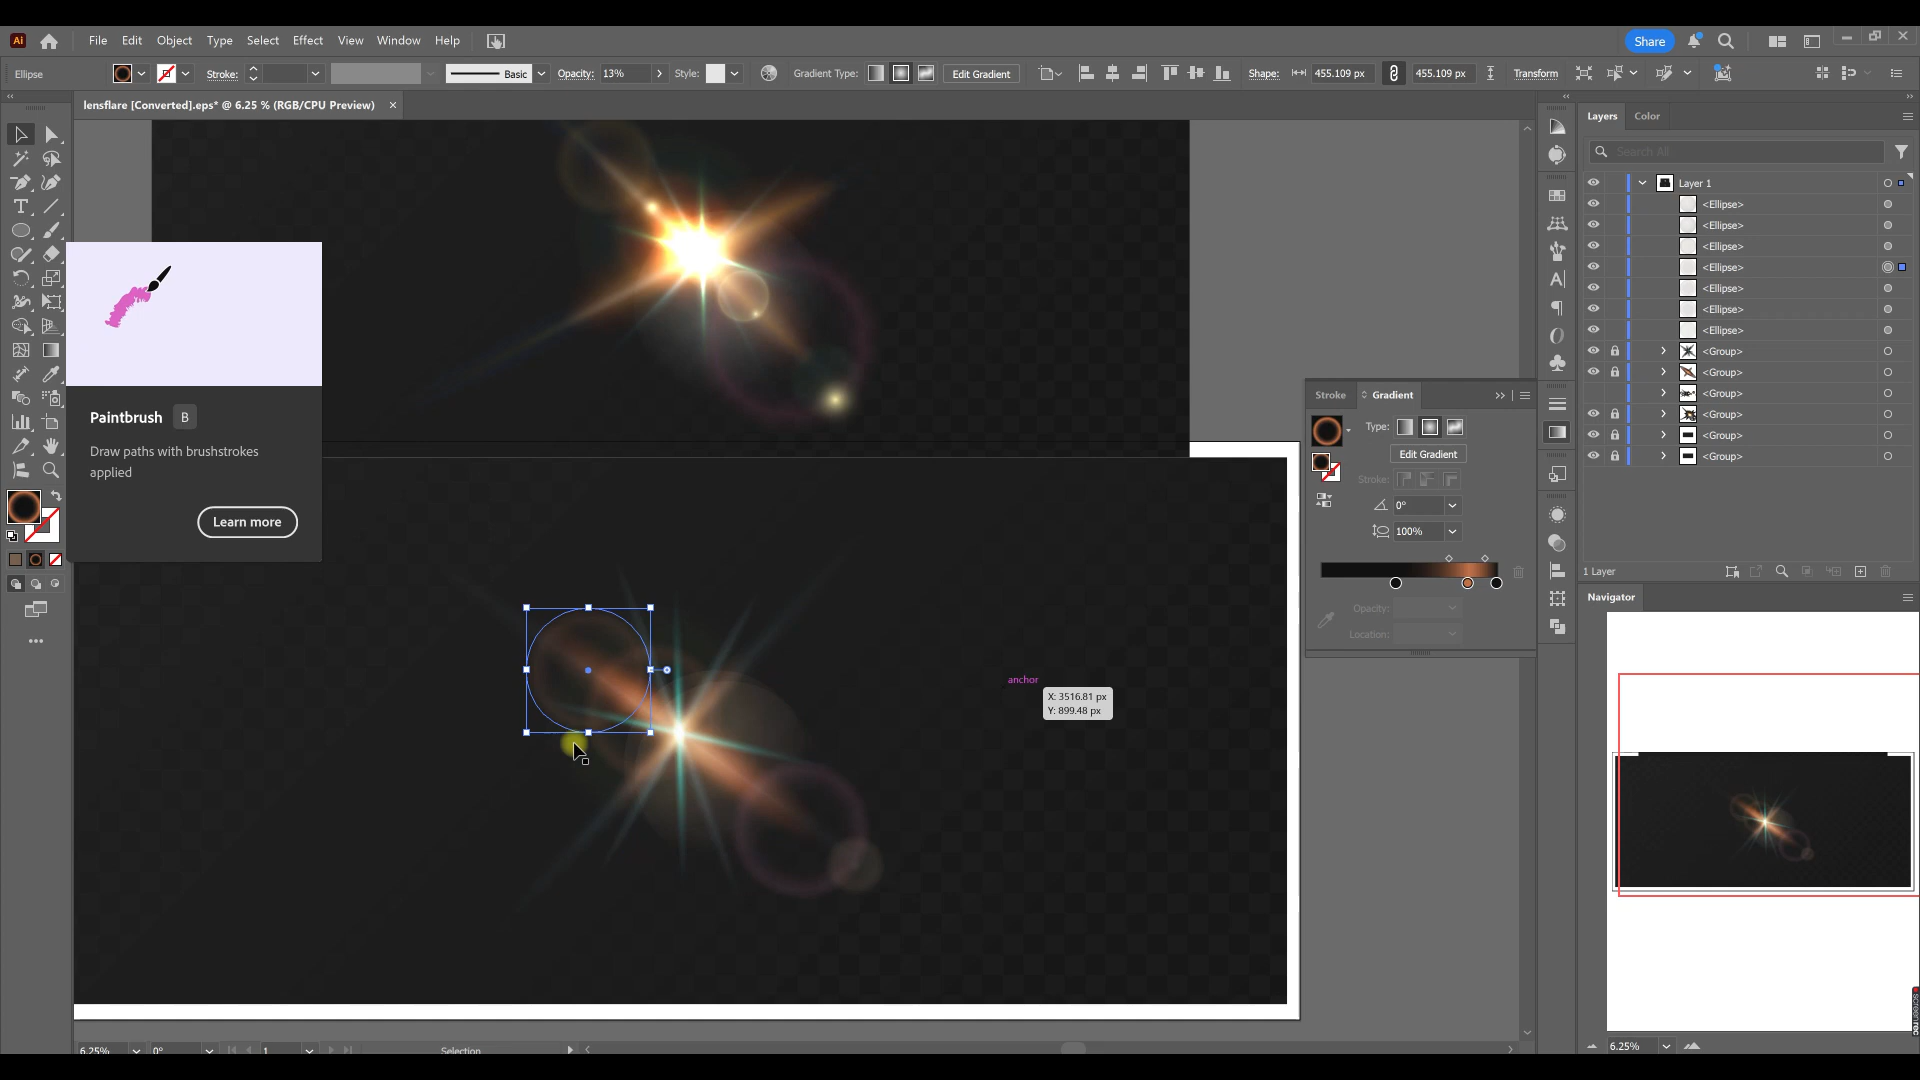 Ai File Edit Object Type Select Effect View Window Help Share
Ellipse Stroke: Basic Opacity: 13% Style: Gradient Type: Edit Gradient Shape: 455.109 px 455.109 px Transform
lensflare [Converted].eps* @ 6.25 % (RGB/CPU Preview) ×
Layers Color
Search All
Layer 1
<Ellipse>
<Ellipse>
<Ellipse>
<Ellipse>
<Ellipse>
<Ellipse>
<Ellipse>
<Group>
<Group>
<Group>
<Group>
<Group>
<Group>
1 Layer
Paintbrush B
Draw paths with brushstrokes
applied
Learn more
Stroke Gradient
Type:
Edit Gradient
Stroke:
0°
100%
Opacity:
Location:
anchor
X: 3516.81 px
Y: 899.48 px
Navigator
screenrec
6.25% 0° 1 Selection
6.25%